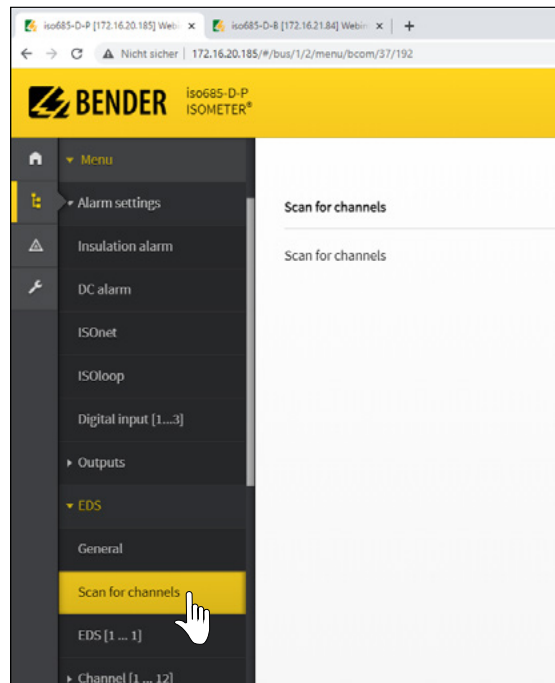 iso685-D-P [172.16.20.185] Web
iso685-D-B [172.16.21.84] Webin
Nicht sicher | 172.16.20.185/#/bus/1/2/menu/bcom/37/192
BENDER
iso685-D-P
ISOMETER®
Menu
Alarm settings
Scan for channels
Insulation alarm
Scan for channels
DC alarm
ISOnet
ISOloop
Digital input [1...3]
Outputs
EDS
General
Scan for channels
EDS [1 ... 1]
Channel [1 ... 12]